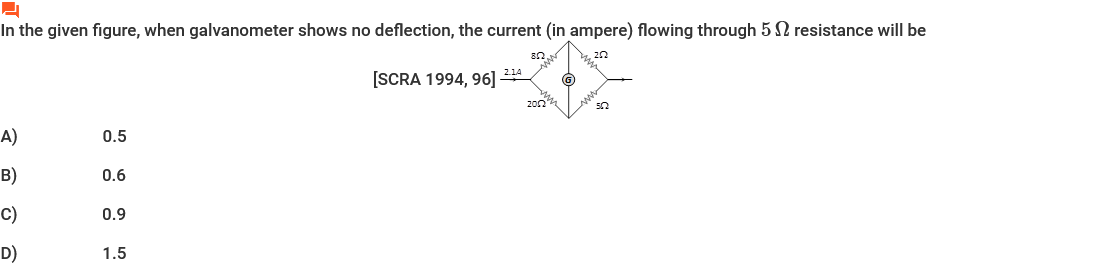 In the given figure, when galvanometer shows no deflection, the current (in ampere) flowing through 5 Ω resistance will be
8Ω 2Ω
[SCRA 1994, 96] 2.1A G
20Ω 5Ω
A) 0.5
B) 0.6
C) 0.9
D) 1.5